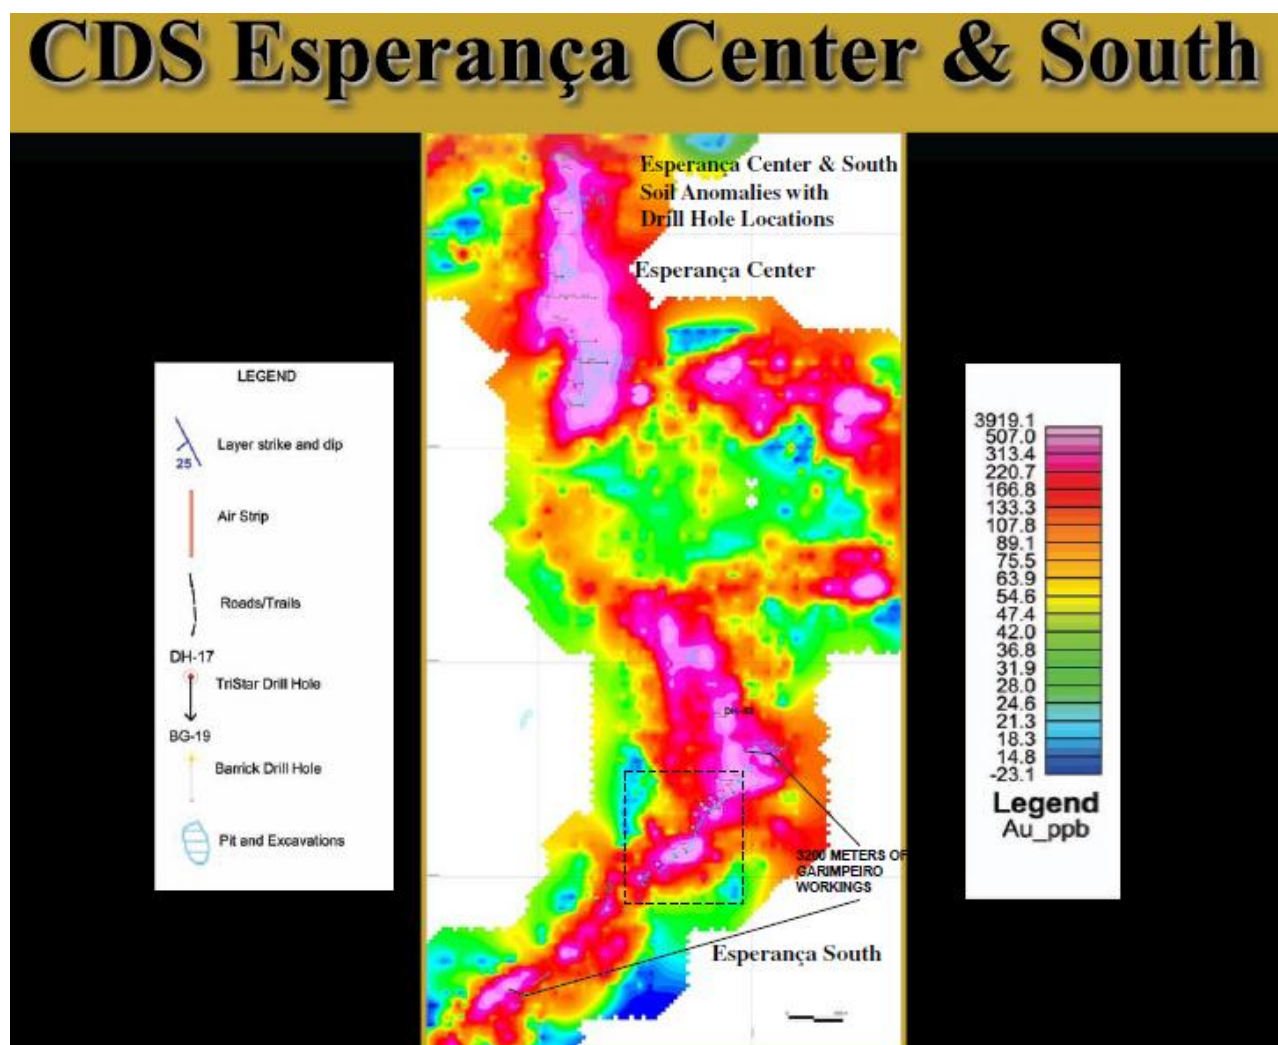 CDS Esperança Center & South
Esperança Center & South
Soil Anomalies with
Drill Hole Locations
Esperança Center
LEGEND
25
Layer strike and dip
Air Strip
Roads/Trails
DH-17
TriStar Drill Hole
BG-19
Barrick Drill Hole
Pit and Excavations
3919.1
507.0
313.4
220.7
166.8
133.3
107.8
89.1
75.5
63.9
54.6
47.4
42.0
36.8
31.9
28.0
24.6
21.3
18.3
14.8
-23.1
Legend
Au_ppb
3200 METERS OF
GARIMPEIRO
WORKINGS
Esperança South